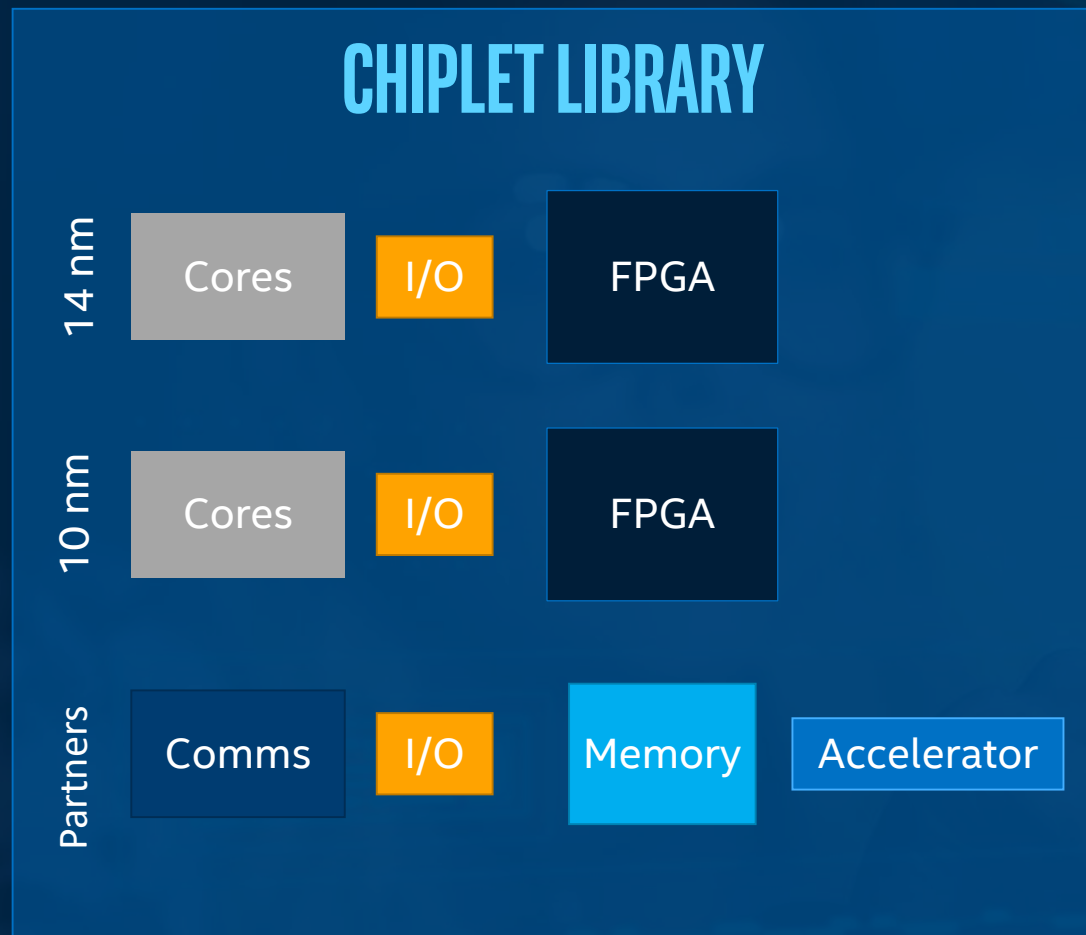 CHIPLET LIBRARY
14 nm
Cores
I/O
FPGA
10 nm
Cores
I/O
FPGA
Partners
Comms
I/O
Memory
Accelerator